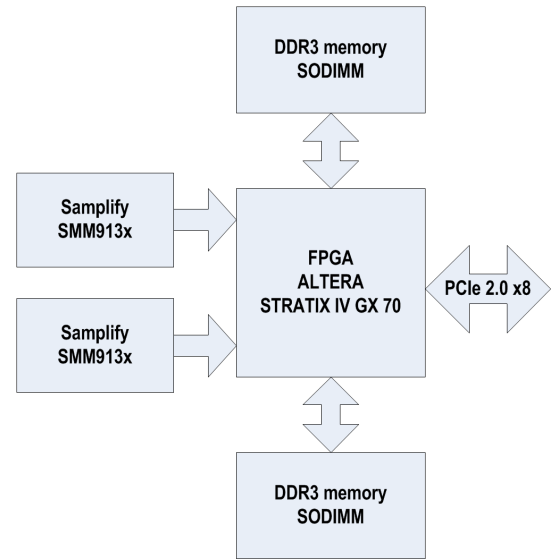 DDR3 memory
SODIMM
Samplify
SMM913x
FPGA
ALTERA
STRATIX IV GX 70
PCIe 2.0 x8
Samplify
SMM913x
DDR3 memory
SODIMM